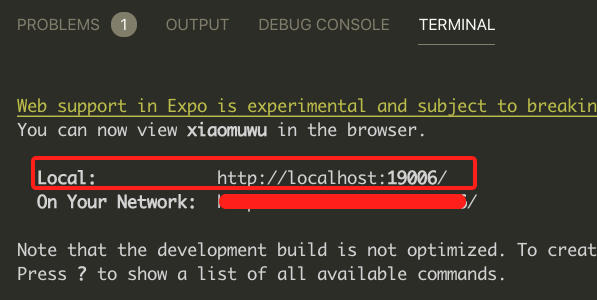 PROBLEMS 1 OUTPUT DEBUG CONSOLE TERMINAL
Web support in Expo is experimental and subject to breakin
You can now view xiaomuwu in the browser.
Local: http://localhost:19006/
On Your Network: /
Note that the development build is not optimized. To creat
Press ? to show a list of all available commands.